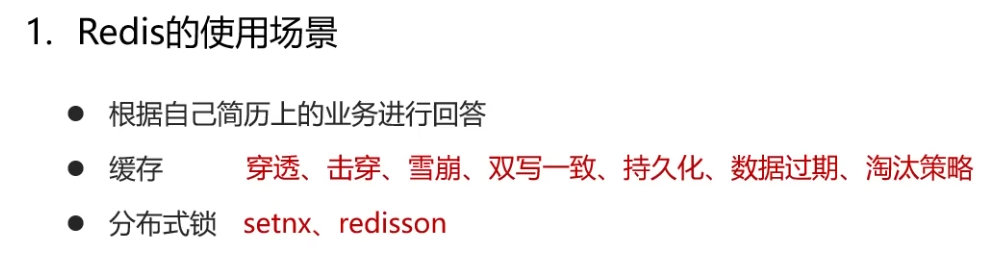 1. Redis的使用场景
● 根据自己简历上的业务进行回答
● 缓存 穿透、击穿、雪崩、双写一致、持久化、数据过期、淘汰策略
● 分布式锁 setnx、redisson